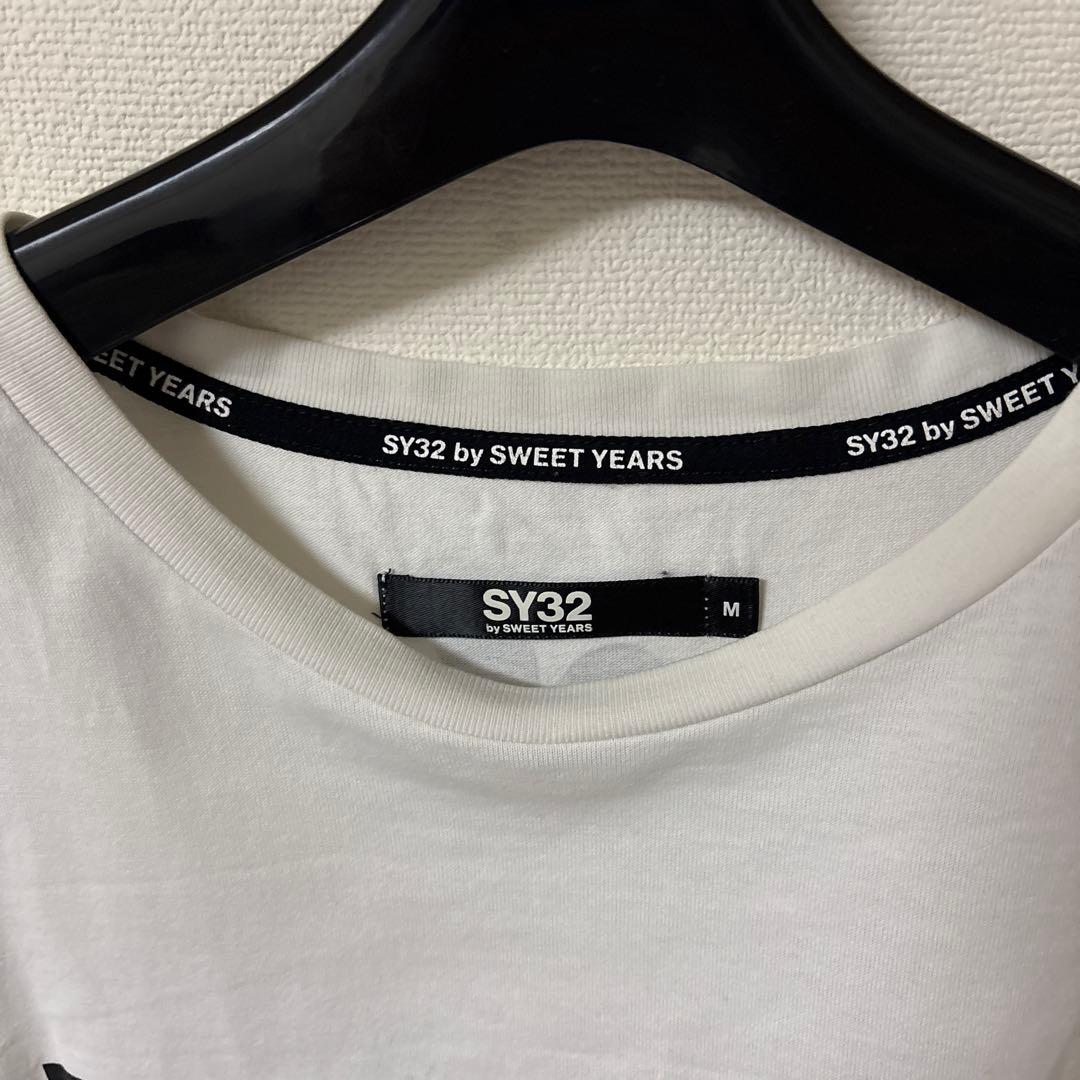 EET YEARS
SY32 by SWEET YEARS
SY32 by SWEET Y
SY32
by SWEET YEARS
M